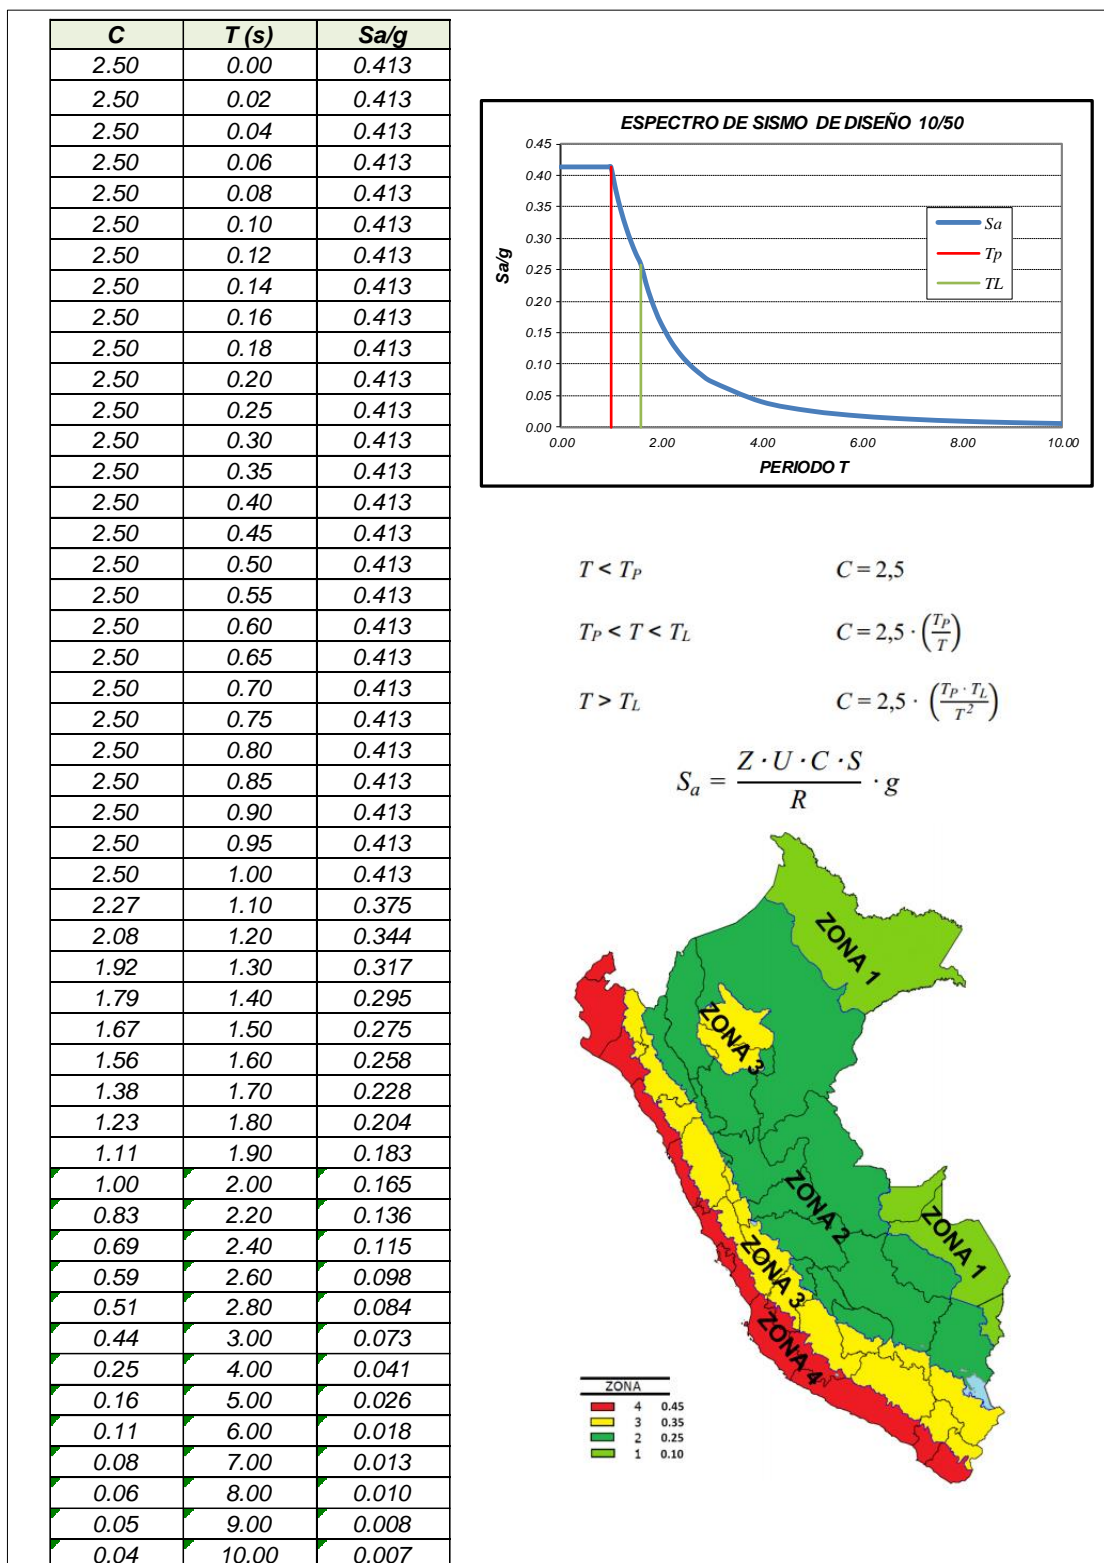 C T (s) Sa/g
2.50 0.00 0.413
2.50 0.02 0.413
2.50 0.04 0.413
2.50 0.06 0.413
2.50 0.08 0.413
2.50 0.10 0.413
2.50 0.12 0.413
2.50 0.14 0.413
2.50 0.16 0.413
2.50 0.18 0.413
2.50 0.20 0.413
2.50 0.25 0.413
2.50 0.30 0.413
2.50 0.35 0.413
2.50 0.40 0.413
2.50 0.45 0.413
2.50 0.50 0.413
2.50 0.55 0.413
2.50 0.60 0.413
2.50 0.65 0.413
2.50 0.70 0.413
2.50 0.75 0.413
2.50 0.80 0.413
2.50 0.85 0.413
2.50 0.90 0.413
2.50 0.95 0.413
2.50 1.00 0.413
2.27 1.10 0.375
2.08 1.20 0.344
1.92 1.30 0.317
1.79 1.40 0.295
1.67 1.50 0.275
1.56 1.60 0.258
1.38 1.70 0.228
1.23 1.80 0.204
1.11 1.90 0.183
1.00 2.00 0.165
0.83 2.20 0.136
0.69 2.40 0.115
0.59 2.60 0.098
0.51 2.80 0.084
0.44 3.00 0.073
0.25 4.00 0.041
0.16 5.00 0.026
0.11 6.00 0.018
0.08 7.00 0.013
0.06 8.00 0.010
0.05 9.00 0.008
0.04 10.00 0.007
ESPECTRO DE SISMO DE DISEÑO 10/50
0.45
0.40
0.35
0.30
0.25
0.20
0.15
0.10
0.05
0.00
Sa/g
Sa
Tp
TL
0.00 2.00 4.00 6.00 8.00 10.00
PERIODO T
T < T_P C = 2,5
T_P < T < T_L C = 2,5 · (T_P / T)
T > T_L C = 2,5 · (T_P · T_L / T²)
S_a = Z · U · C · S / R · g
ZONA 1
ZONA 3
ZONA 2
ZONA 1
ZONA 3
ZONA 4
ZONA
4 0.45
3 0.35
2 0.25
1 0.10